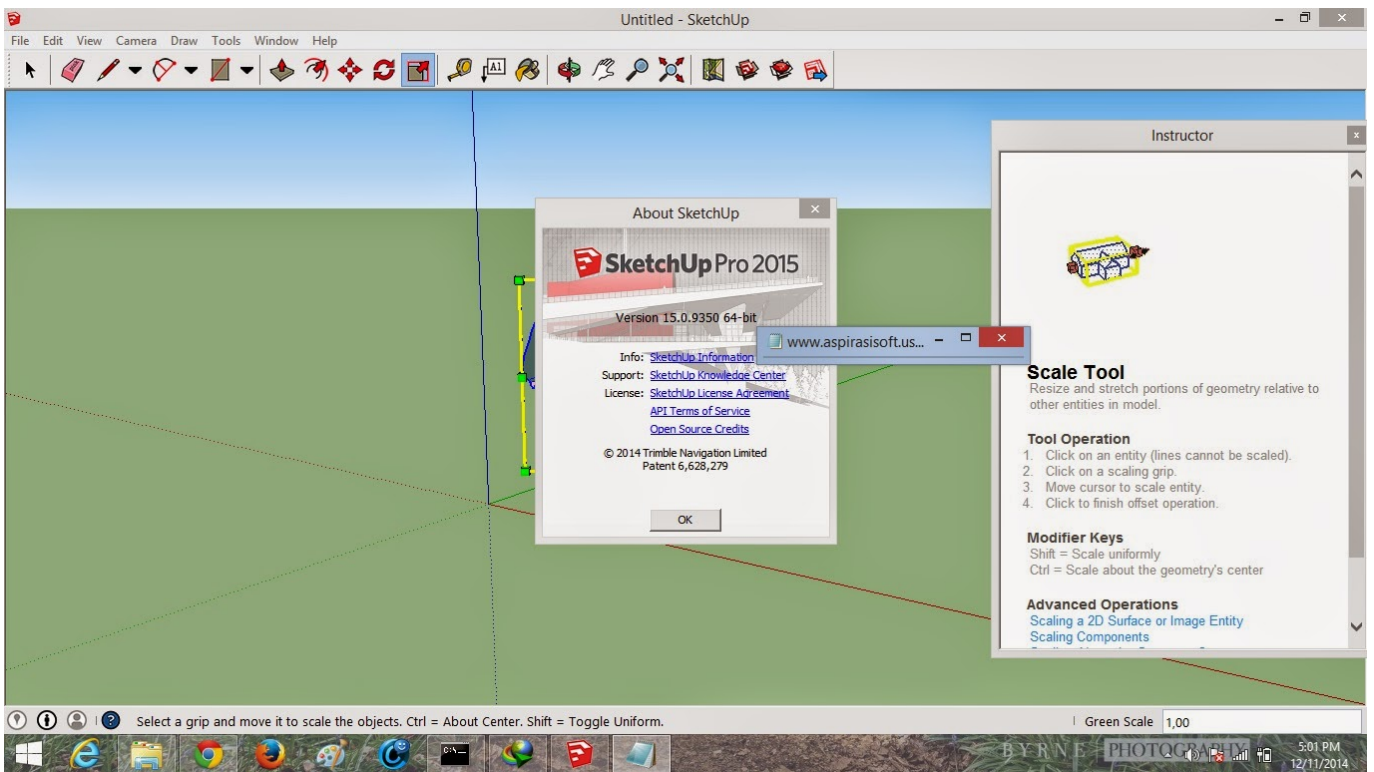 Untitled - SketchUp
File Edit View Camera Draw Tools Window Help
A1
Instructor
About SketchUp
SketchUp Pro 2015
Version 15.0.9350 64-bit
www.aspirasisoft.us...
Info: SketchUp Information
Support: SketchUp Knowledge Center
License: SketchUp License Agreement
API Terms of Service
Open Source Credits
© 2014 Trimble Navigation Limited
Patent 6,628,279
OK
Scale Tool
Resize and stretch portions of geometry relative to
other entities in model.
Tool Operation
1. Click on an entity (lines cannot be scaled).
2. Click on a scaling grip.
3. Move cursor to scale entity.
4. Click to finish offset operation.
Modifier Keys
Shift = Scale uniformly
Ctrl = Scale about the geometry's center
Advanced Operations
Scaling a 2D Surface or Image Entity
Scaling Components
Select a grip and move it to scale the objects. Ctrl = About Center. Shift = Toggle Uniform.
Green Scale 1,00
BYRNE PHOTOGRAPHY
5:01 PM
12/11/2014